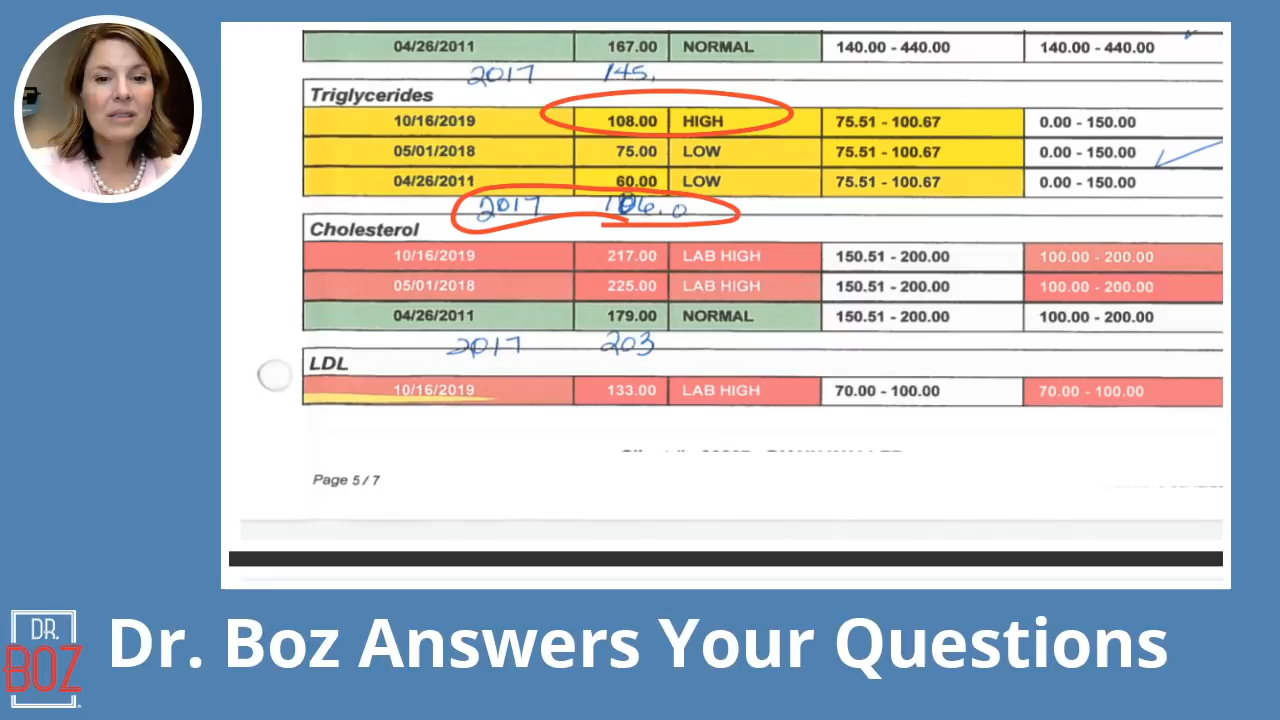 04/26/2011 167.00 NORMAL 140.00 - 440.00 140.00 - 440.00
2017 145.
Triglycerides
10/16/2019 108.00 HIGH 75.51 - 100.67 0.00 - 150.00
05/01/2018 75.00 LOW 75.51 - 100.67 0.00 - 150.00
04/26/2011 60.00 LOW 75.51 - 100.67 0.00 - 150.00
2017
Cholesterol
10/16/2019 217.00 LAB HIGH 150.51 - 200.00 100.00 - 200.00
05/01/2018 225.00 LAB HIGH 150.51 - 200.00 100.00 - 200.00
04/26/2011 179.00 NORMAL 150.51 - 200.00 100.00 - 200.00
2017 203
LDL
10/16/2019 133.00 LAB HIGH 70.00 - 100.00 70.00 - 100.00
Page 5 / 7
DR.
BOZ
Dr. Boz Answers Your Questions